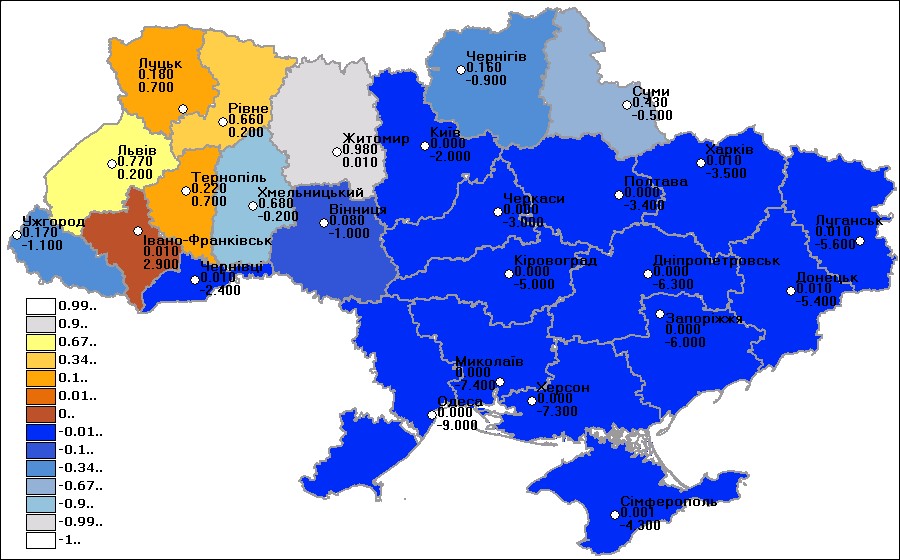 Чернігів
0.160
-0.900
Луцьк
0.180
0.700
Суми
0.430
-0.500
Рівне
0.660
0.200
Київ
0.000
-2.000
Житомир
0.980
0.010
Харків
0.010
-3.500
Львів
0.770
0.200
Тернопіль
0.220
0.700
Хмельницький
0.680
-0.200
Полтава
0.000
-3.400
Черкаси
0.000
-3.000
Вінниця
0.080
-1.000
Ужгород
0.170
-1.100
Луганськ
0.010
-5.600
Івано-Франківськ
0.010
2.900
Чернівці
0.010
-2.400
Кіровоград
0.000
-5.000
Дніпропетровськ
0.000
-6.300
Донецьк
0.010
-5.400
Запоріжжя
0.000
-6.000
Миколаїв
0.000
-7.400
Херсон
0.000
-7.300
Одеса
0.000
-9.000
Сімферополь
0.001
-4.300
0.99..
0.9..
0.67..
0.34..
0.1..
0.01..
0..
-0.01..
-0.1..
-0.34..
-0.67..
-0.9..
-0.99..
-1..